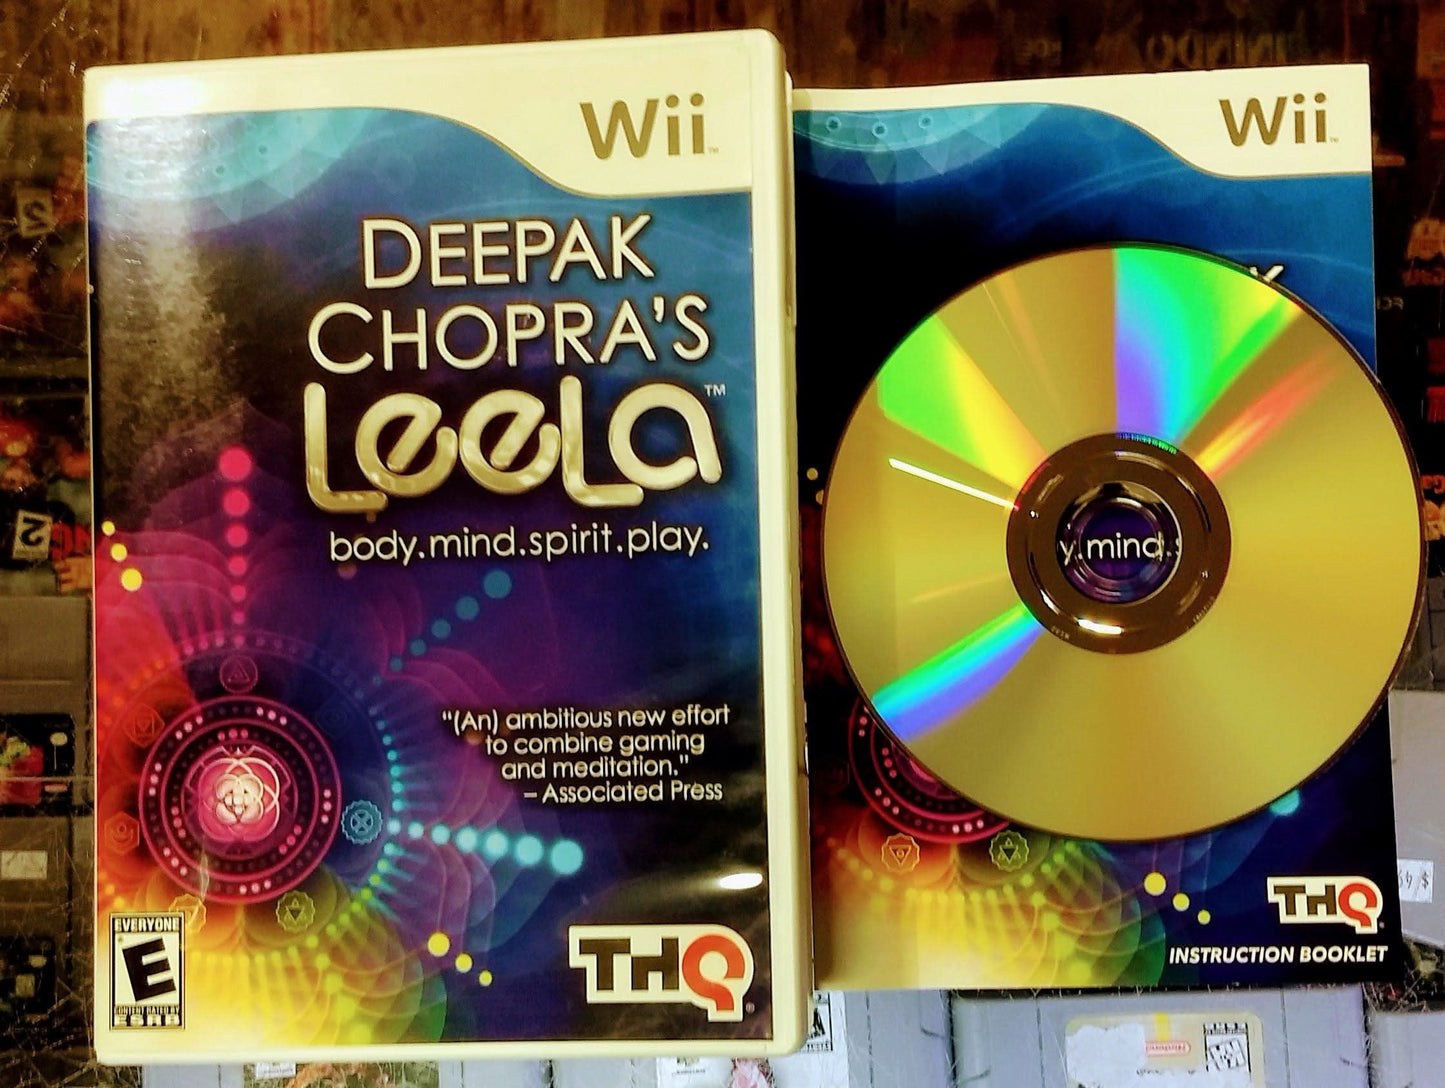 Wii
DEEPAK
CHOPRA'S
LeeLa™
body.mind.spirit.play.
"(An) ambitious new effort
to combine gaming
and meditation."
– Associated Press
EVERYONE
E
CONTENT RATED BY
ESRB
THQ
Wii
K
y.mind.s
THQ
INSTRUCTION BOOKLET